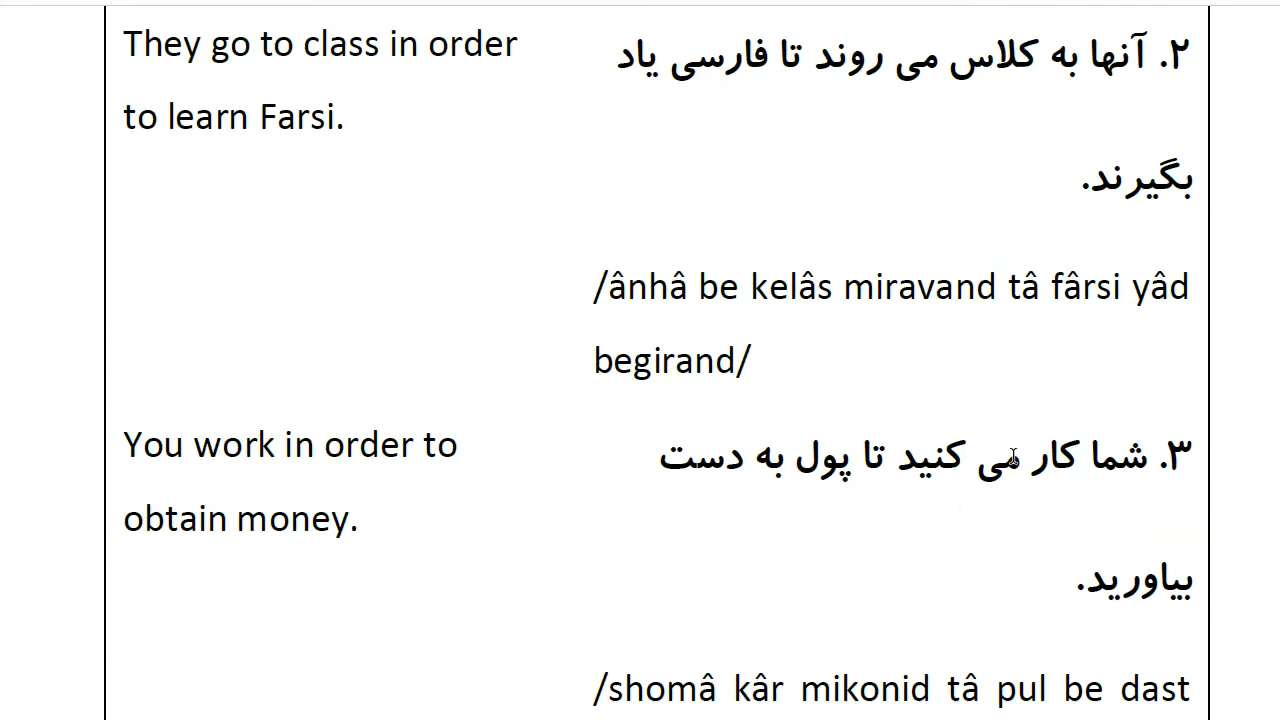 They go to class in order
to learn Farsi.
۲. آنها به کلاس می روند تا فارسی یاد
بگیرند.
/ânhâ be kelâs miravand tâ fârsi yâd
begirand/
You work in order to
obtain money.
۳. شما کار می کنید تا پول به دست
بیاورید.
/shomâ kâr mikonid tâ pul be dast